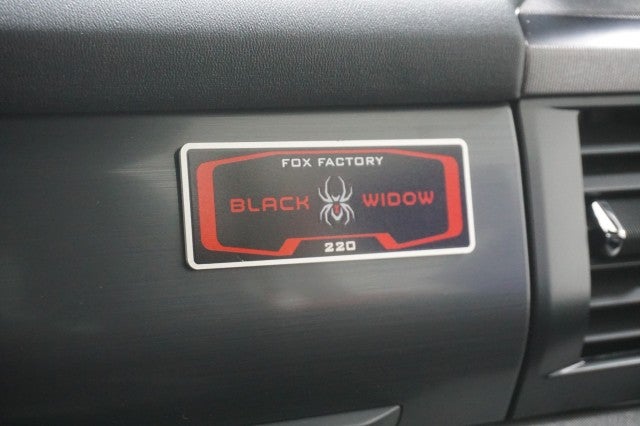 FOX FACTORY
BLACK WIDOW
220